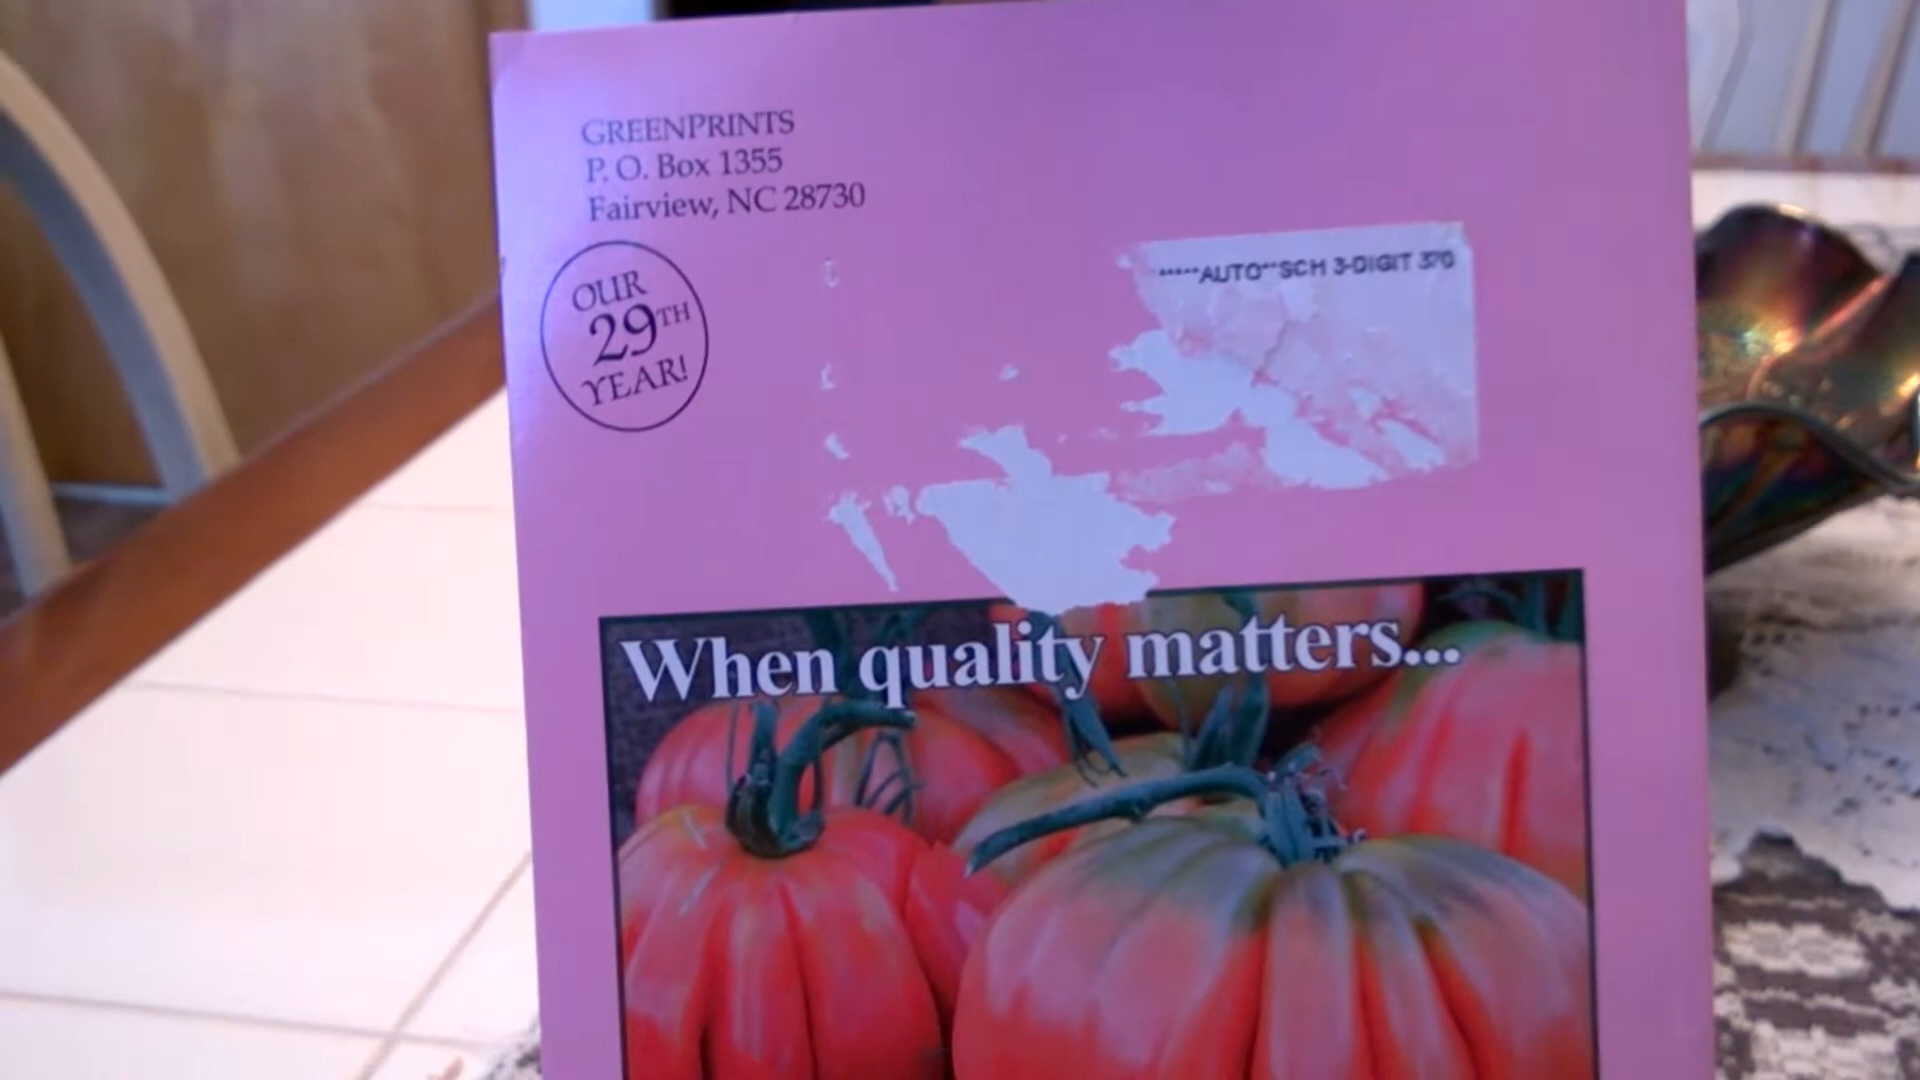 GREENPRINTS
P. O. Box 1355
Fairview, NC 28730
OUR
29TH
YEAR!
*****AUTO**SCH 3-DIGIT 370
When quality matters...